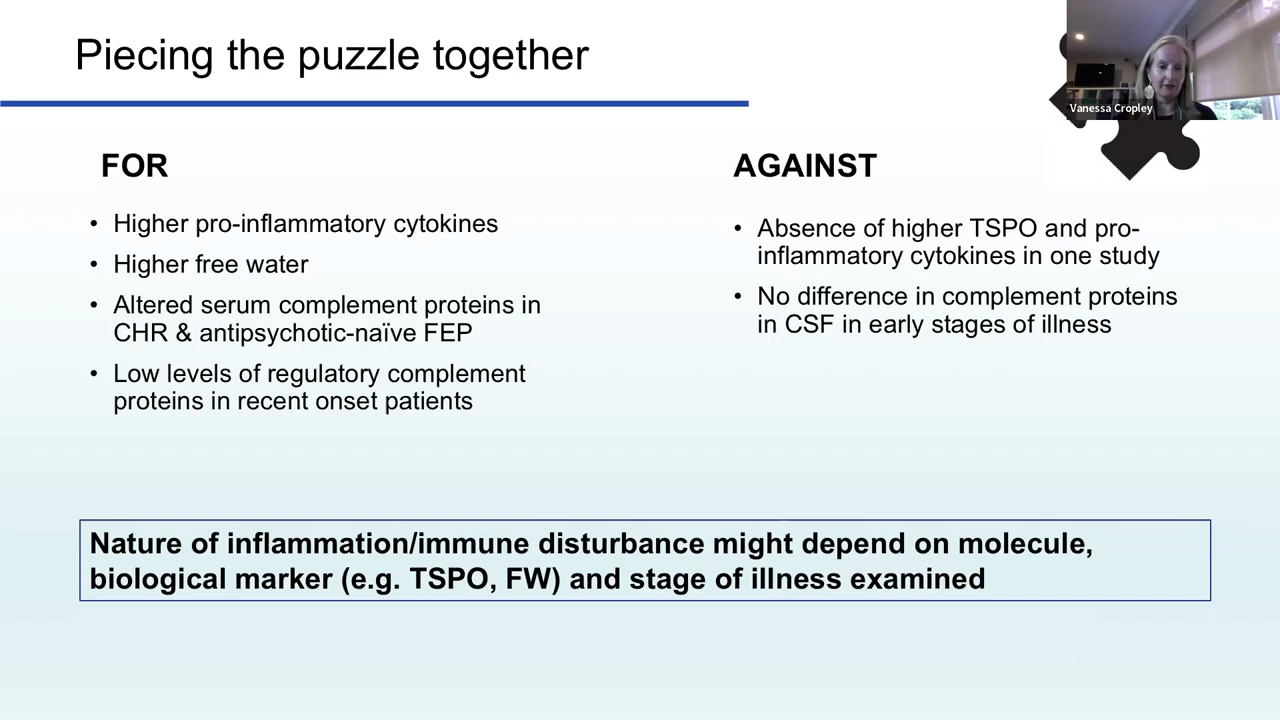 Piecing the puzzle together
Vanessa Cropley
FOR
• Higher pro-inflammatory cytokines
• Higher free water
• Altered serum complement proteins in
CHR & antipsychotic-naïve FEP
• Low levels of regulatory complement
proteins in recent onset patients
AGAINST
• Absence of higher TSPO and pro-
inflammatory cytokines in one study
• No difference in complement proteins
in CSF in early stages of illness
Nature of inflammation/immune disturbance might depend on molecule,
biological marker (e.g. TSPO, FW) and stage of illness examined